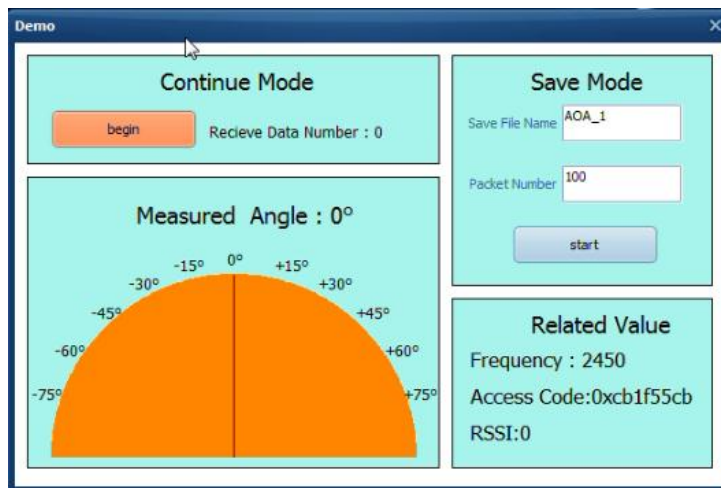 Demo
Continue Mode
begin
Recieve Data Number : 0
Measured Angle : 0°
-75°
-60°
-45°
-30°
-15°
0°
+15°
+30°
+45°
+60°
+75°
Save Mode
Save File Name AOA_1
Packet Number 100
start
Related Value
Frequency : 2450
Access Code:0xcb1f55cb
RSSI:0